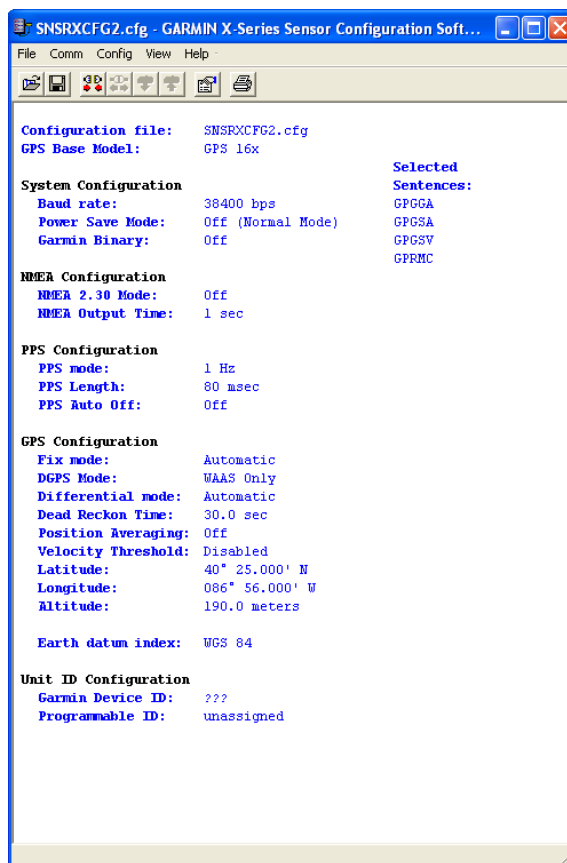 SNSRXCFG2.cfg - GARMIN X-Series Sensor Configuration Soft...
File Comm Config View Help
Configuration file: SNSRXCFG2.cfg
GPS Base Model: GPS 16x
Selected
System Configuration Sentences:
Baud rate: 38400 bps GPGGA
Power Save Mode: Off (Normal Mode) GPGSA
Garmin Binary: Off GPGSV
GPRMC
NMEA Configuration
NMEA 2.30 Mode: Off
NMEA Output Time: 1 sec
PPS Configuration
PPS mode: 1 Hz
PPS Length: 80 msec
PPS Auto Off: Off
GPS Configuration
Fix mode: Automatic
DGPS Mode: WAAS Only
Differential mode: Automatic
Dead Reckon Time: 30.0 sec
Position Averaging: Off
Velocity Threshold: Disabled
Latitude: 40° 25.000' N
Longitude: 086° 56.000' W
Altitude: 190.0 meters
Earth datum index: WGS 84
Unit ID Configuration
Garmin Device ID: ???
Programmable ID: unassigned